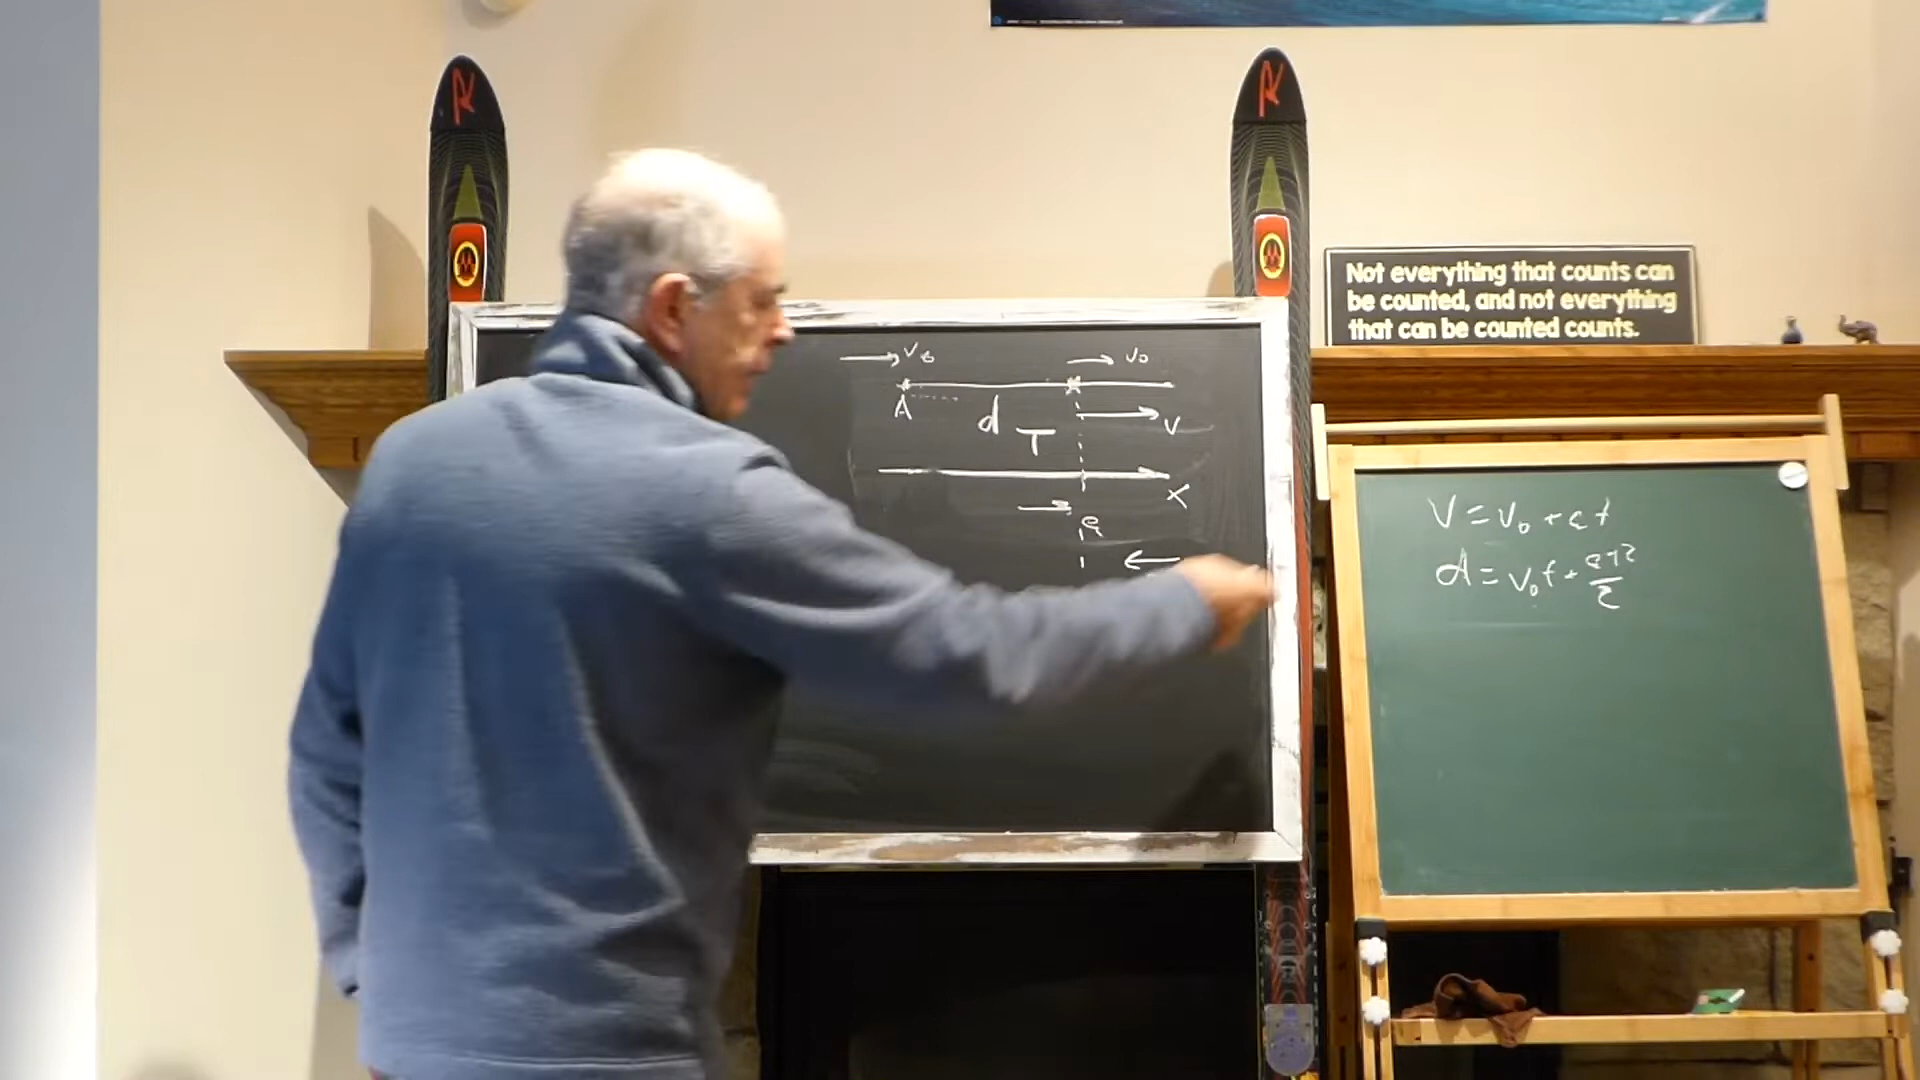 Not everything that counts can
be counted, and not everything
that can be counted counts.
v₀
A
d
T
v
x
a
V = v₀ + at
d = v₀t + at²/2